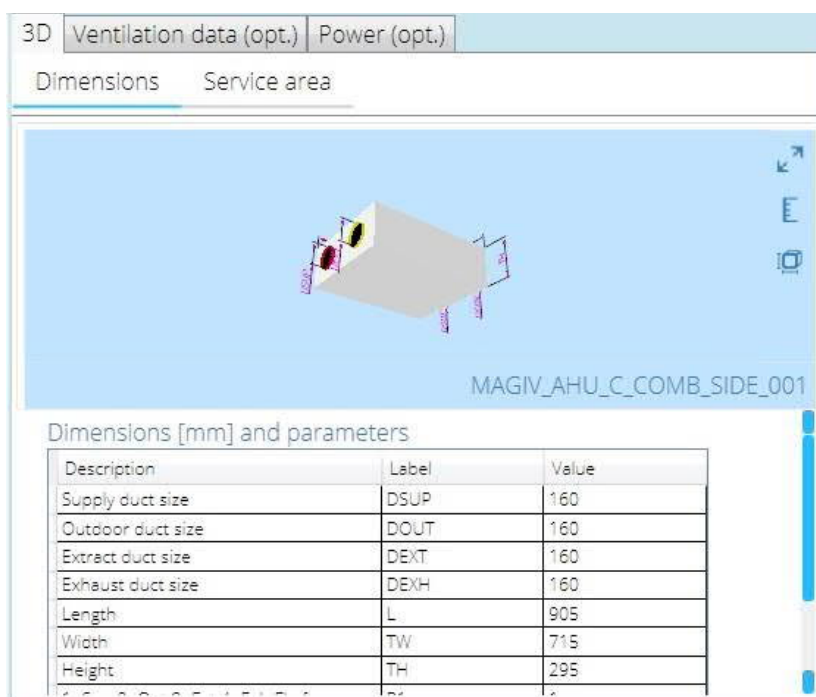 3D Ventilation data (opt.) Power (opt.)
Dimensions Service area
MAGIV_AHU_C_COMB_SIDE_001
Dimensions [mm] and parameters
Description Label Value
Supply duct size DSUP 160
Outdoor duct size DOUT 160
Extract duct size DEXT 160
Exhaust duct size DEXH 160
Length L 905
Width TW 715
Height TH 295